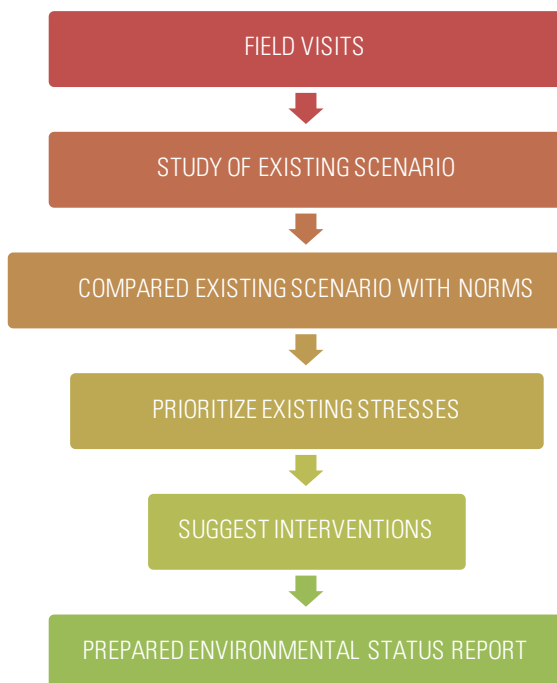 FIELD VISITS
STUDY OF EXISTING SCENARIO
COMPARED EXISTING SCENARIO WITH NORMS
PRIORITIZE EXISTING STRESSES
SUGGEST INTERVENTIONS
PREPARED ENVIRONMENTAL STATUS REPORT